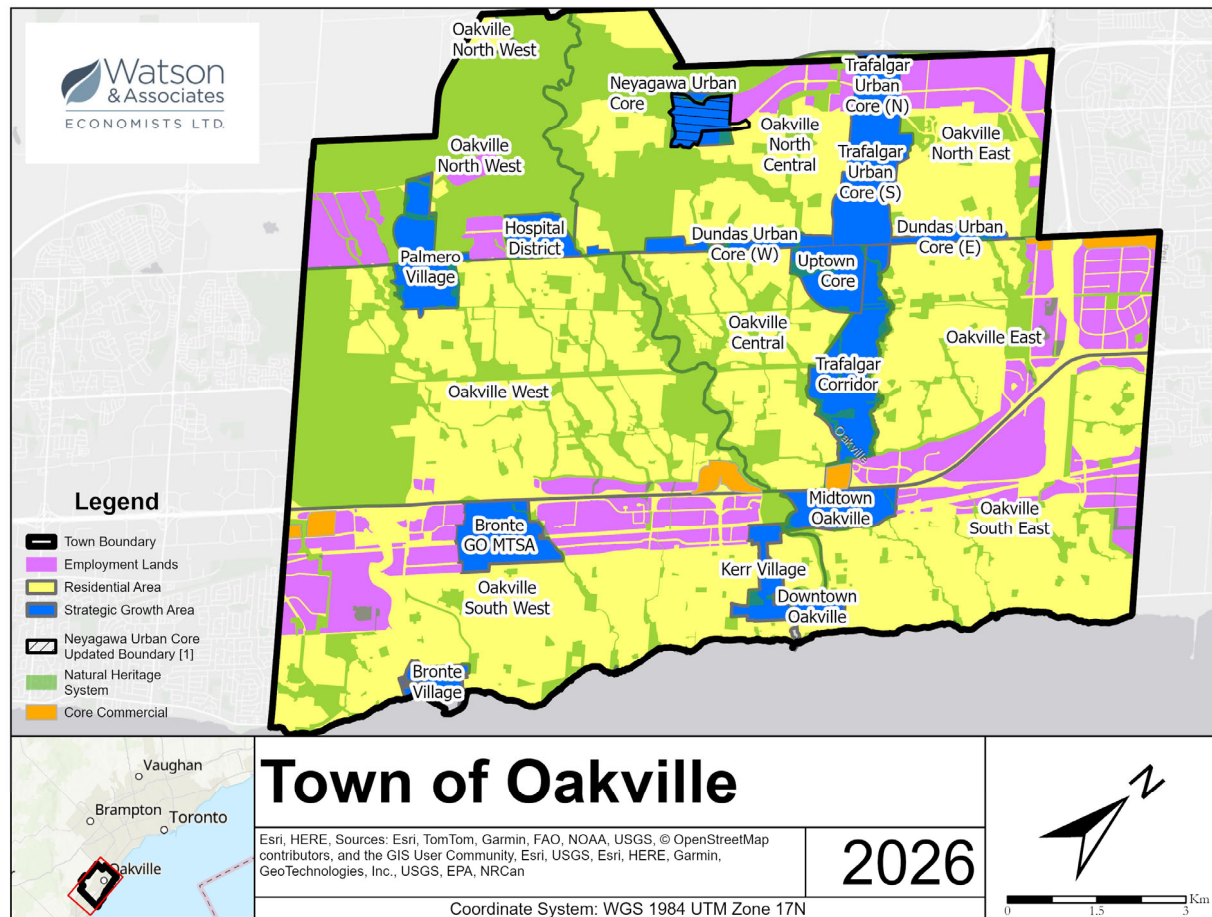 Watson
& Associates
ECONOMISTS LTD.
Oakville
North West
Neyagawa Urban
Core
Trafalgar
Urban
Core (N)
Oakville
North West
Oakville
North
Central
Trafalgar
Urban
Core (S)
Oakville
North East
Hospital
District
Palmero
Village
Dundas Urban
Core (W)
Dundas Urban
Core (E)
Uptown
Core
Oakville
Central
Oakville East
Trafalgar
Corridor
Oakville West
Oakville
Midtown
Oakville
Oakville
South East
Bronte
GO MTSA
Kerr Village
Oakville
South West
Downtown
Oakville
Bronte
Village
Legend
Town Boundary
Employment Lands
Residential Area
Strategic Growth Area
Neyagawa Urban Core
Updated Boundary [1]
Natural Heritage
System
Core Commercial
Vaughan
Brampton
Toronto
Oakville
Town of Oakville
Esri, HERE, Sources: Esri, TomTom, Garmin, FAO, NOAA, USGS, © OpenStreetMap
contributors, and the GIS User Community, Esri, USGS, Esri, HERE, Garmin,
GeoTechnologies, Inc., USGS, EPA, NRCan
2026
Coordinate System: WGS 1984 UTM Zone 17N
N
Km
0 1.5 3